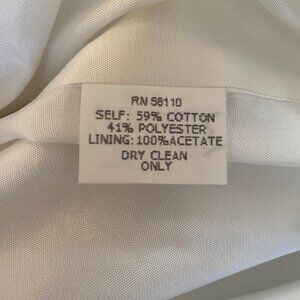 RN 58110
SELF: 59% COTTON
41% POLYESTER
LINING:100%ACETATE
DRY CLEAN
ONLY